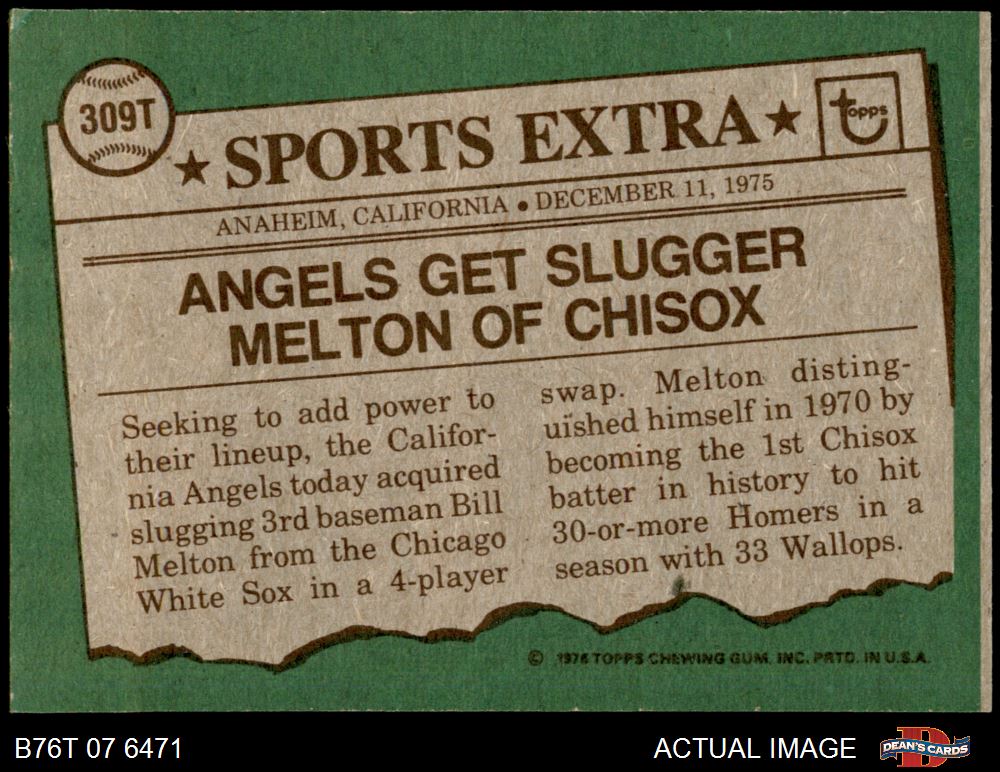 309T
★ SPORTS EXTRA ★
topps
ANAHEIM, CALIFORNIA • DECEMBER 11, 1975
ANGELS GET SLUGGER
MELTON OF CHISOX
Seeking to add power to
their lineup, the Califor-
nia Angels today acquired
slugging 3rd baseman Bill
Melton from the Chicago
White Sox in a 4-player
swap. Melton disting-
uished himself in 1970 by
becoming the 1st Chisox
batter in history to hit
30-or-more Homers in a
season with 33 Wallops.
© 1976 TOPPS CHEWING GUM, INC. PRTD. IN U.S.A.
B76T 07 6471
ACTUAL IMAGE
DEAN'S CARDS